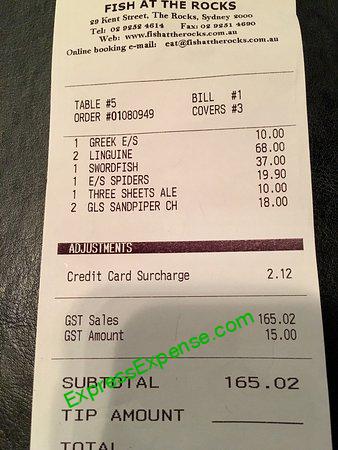 FISH AT THE ROCKS
29 Kent Street, The Rocks, Sydney 2000
Tel: 02 9252 4614 Fax: 02 9251 4690
Web: www.fishattherocks.com.au
Online booking e-mail: eat@fishattherocks.com.au
TABLE #5 BILL #1
ORDER #01080949 COVERS #3
1 GREEK E/S 10.00
2 LINGUINE 68.00
1 SWORDFISH 37.00
1 E/S SPIDERS 19.90
1 THREE SHEETS ALE 10.00
2 GLS SANDPIPER CH 18.00
ADJUSTMENTS
Credit Card Surcharge 2.12
GST Sales 165.02
GST Amount 15.00
ExpressExpense.com
SUBTOTAL 165.02
TIP AMOUNT
TOTAL